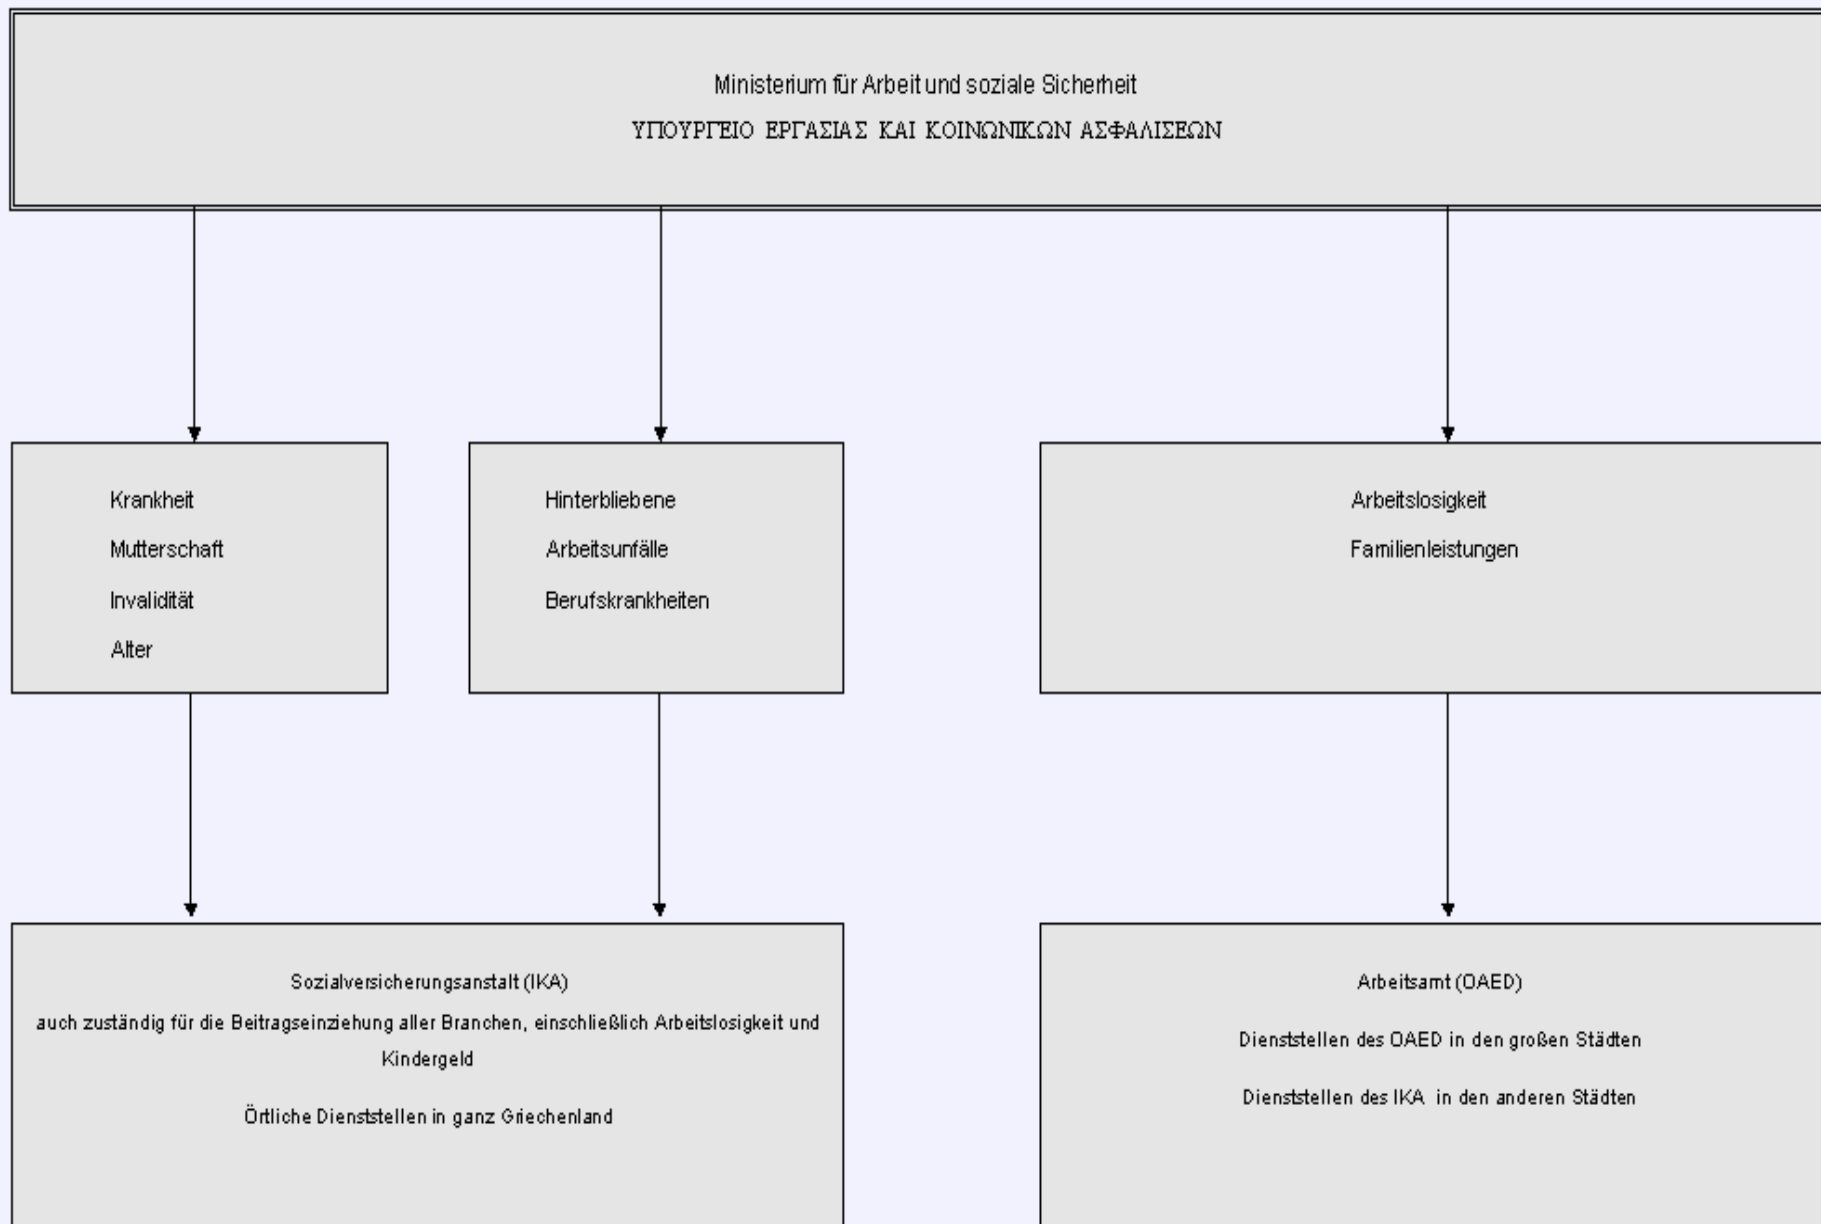 Ministerium für Arbeit und soziale Sicherheit
ΥΠΟΥΡΓΕΙΟ ΕΡΓΑΣΙΑΣ ΚΑΙ ΚΟΙΝΩΝΙΚΩΝ ΑΣΦΑΛΙΣΕΩΝ
Krankheit
Mutterschaft
Invalidität
Alter
Hinterbliebene
Arbeitsunfälle
Berufskrankheiten
Arbeitslosigkeit
Familienleistungen
Sozialversicherungsanstalt (IKA)
auch zuständig für die Beitragseinziehung aller Branchen, einschließlich Arbeitslosigkeit und
Kindergeld
Örtliche Dienststellen in ganz Griechenland
Arbeitsamt (OAED)
Dienststellen des OAED in den großen Städten
Dienststellen des IKA in den anderen Städten